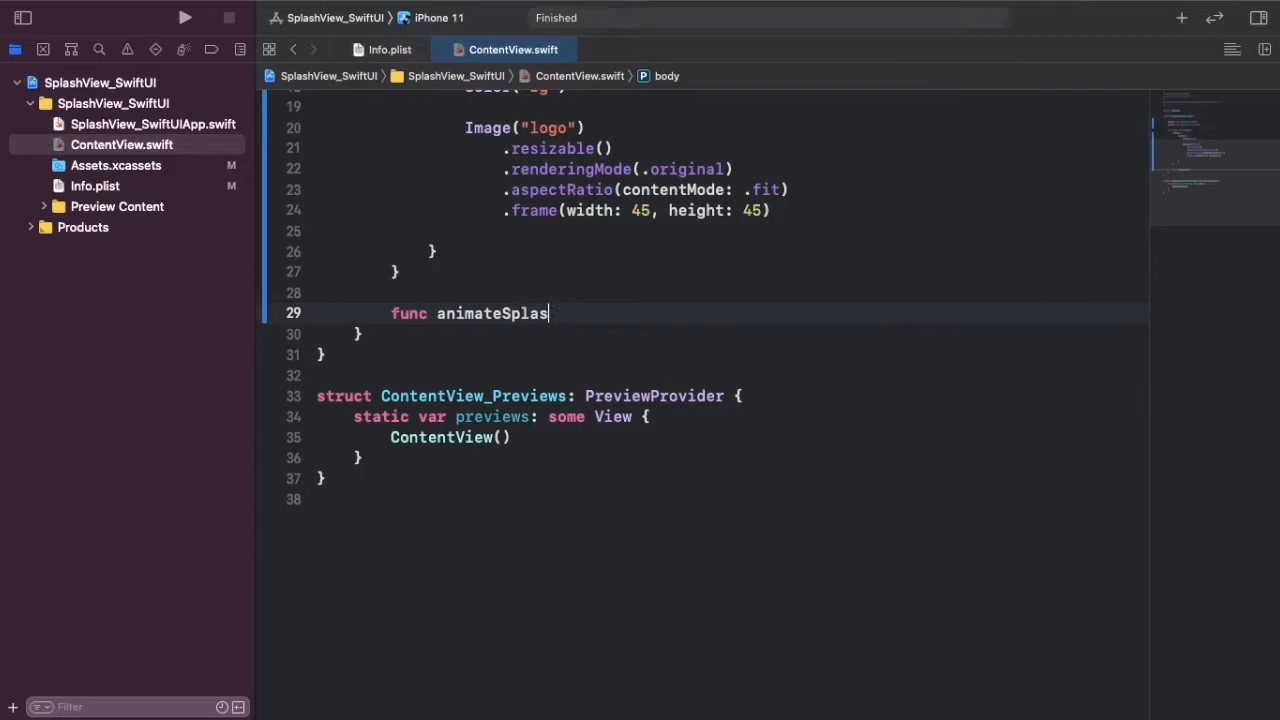 SplashView_SwiftUI
iPhone 11
Finished
Info.plist
ContentView.swift
SplashView_SwiftUI
SplashView_SwiftUI
ContentView.swift
P body
SplashView_SwiftUI
SplashView_SwiftUI
SplashView_SwiftUIApp.swift
ContentView.swift
Assets.xcassets M
Info.plist M
Preview Content
Products
Filter
19
20 Image("logo")
21 .resizable()
22 .renderingMode(.original)
23 .aspectRatio(contentMode: .fit)
24 .frame(width: 45, height: 45)
25
26 }
27 }
28
29 func animateSplas
30 }
31 }
32
33 struct ContentView_Previews: PreviewProvider {
34 static var previews: some View {
35 ContentView()
36 }
37 }
38